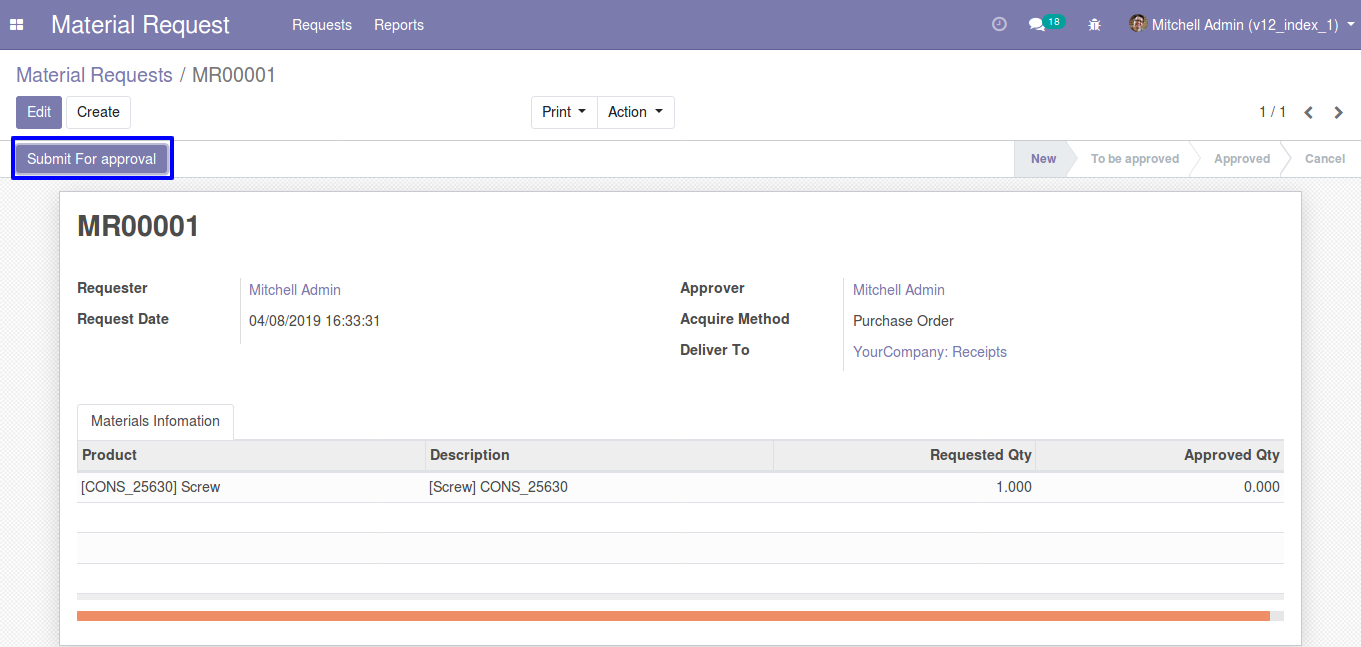 Material Request Requests Reports 18 Mitchell Admin (v12_index_1)
Material Requests / MR00001
Edit Create Print Action 1 / 1
Submit For approval New To be approved Approved Cancel
MR00001
Requester Mitchell Admin Approver Mitchell Admin
Request Date 04/08/2019 16:33:31 Acquire Method Purchase Order
Deliver To YourCompany: Receipts
Materials Infomation
Product Description Requested Qty Approved Qty
[CONS_25630] Screw [Screw] CONS_25630 1.000 0.000